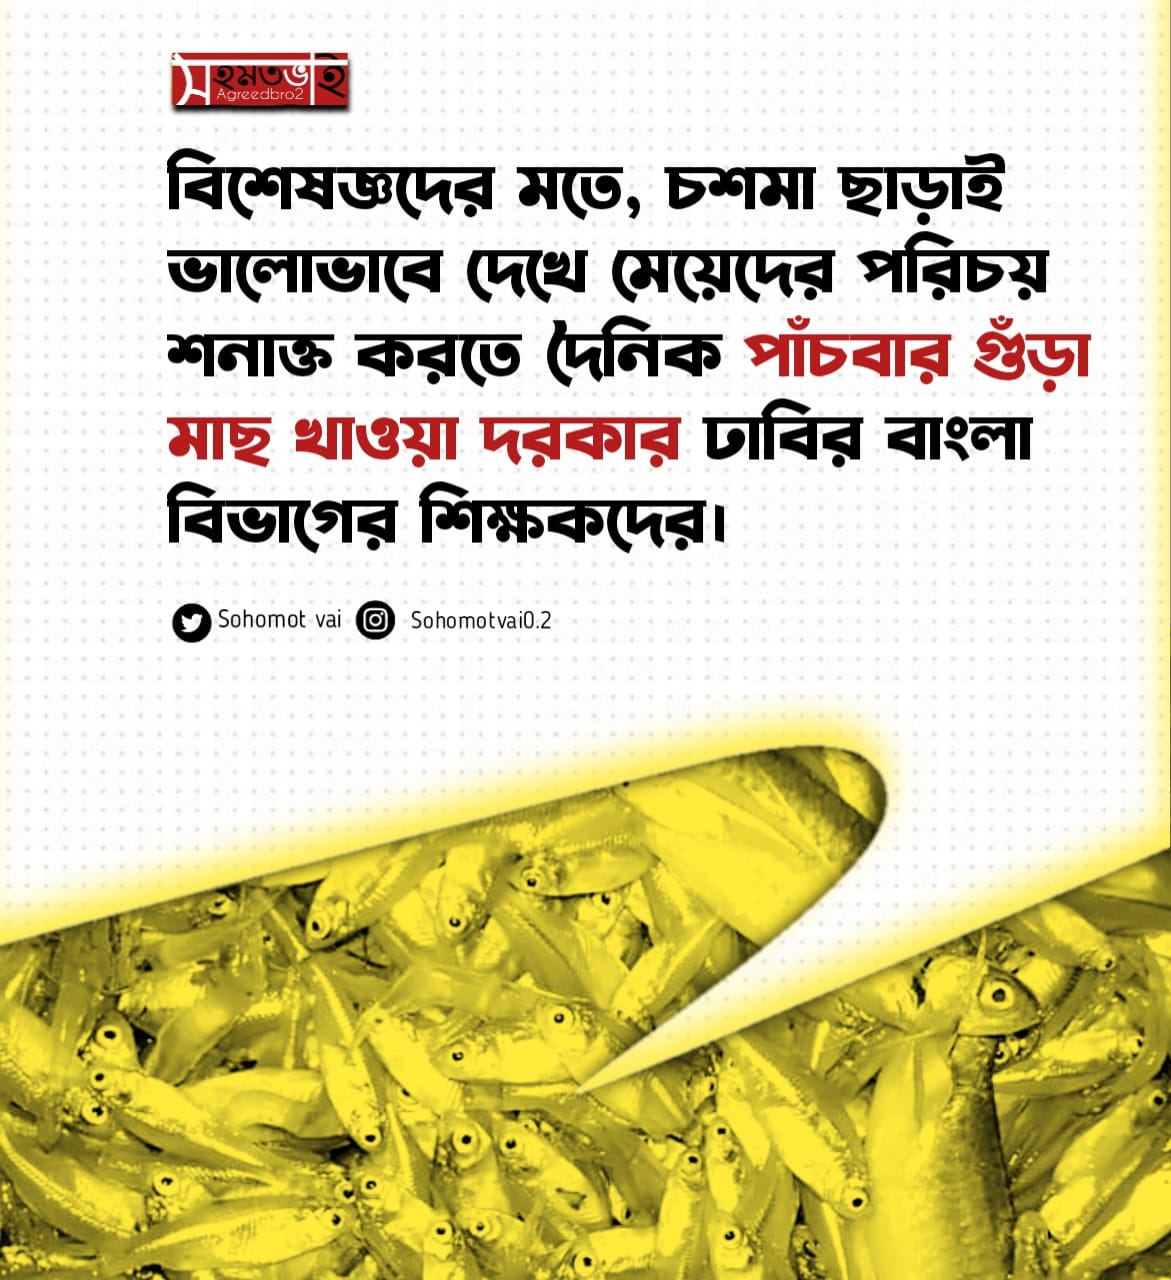 সহমতভাই
Agreedbro2
বিশেষজ্ঞদের মতে, চশমা ছাড়াই
ভালোভাবে দেখে মেয়েদের পরিচয়
শনাক্ত করতে দৈনিক পাঁচবার গুঁড়া
মাছ খাওয়া দরকার ঢাবির বাংলা
বিভাগের শিক্ষকদের।
Sohomot vai Sohomotvai0.2